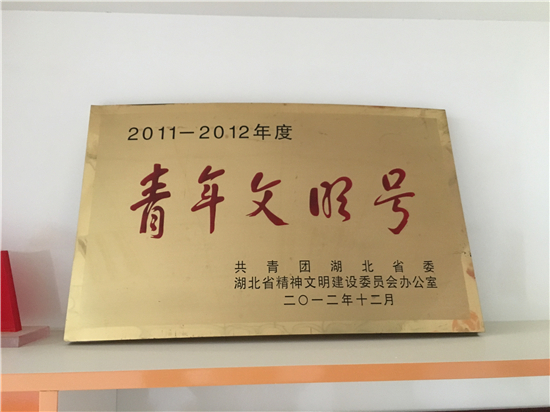 2011—2012年度
青年文明号
共青团湖北省委
湖北省精神文明建设委员会办公室
二〇一二年十二月